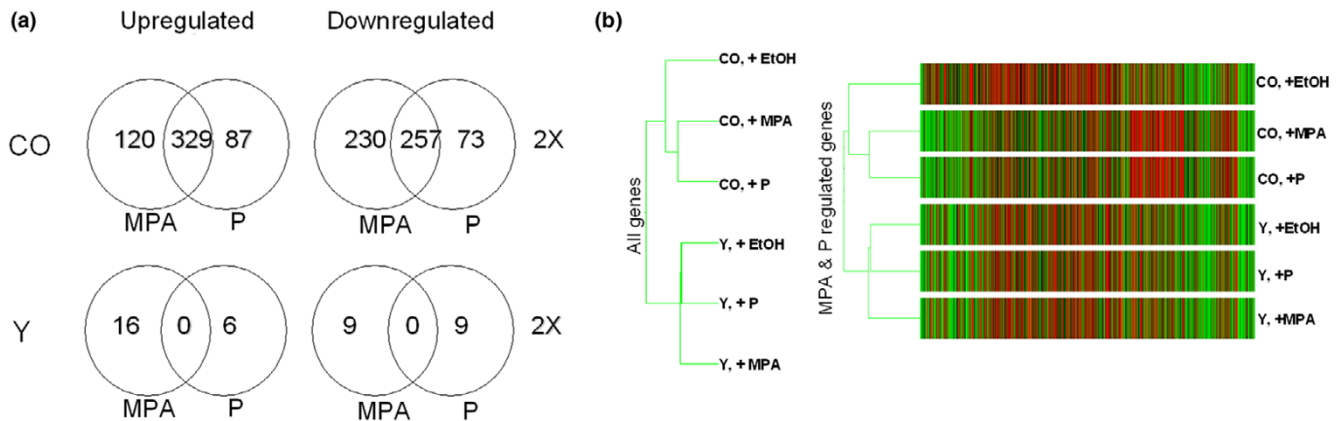 (a)
Upregulated
Downregulated
CO
120 329 87
230 257 73
2X
MPA P
MPA P
Y
16 0 6
9 0 9
2X
MPA P
MPA P
(b)
All genes
CO, + EtOH
CO, + MPA
CO, + P
Y, + EtOH
Y, + P
Y, + MPA
MPA & P regulated genes
CO, +EtOH
CO, +MPA
CO, +P
Y, +EtOH
Y, +P
Y, +MPA